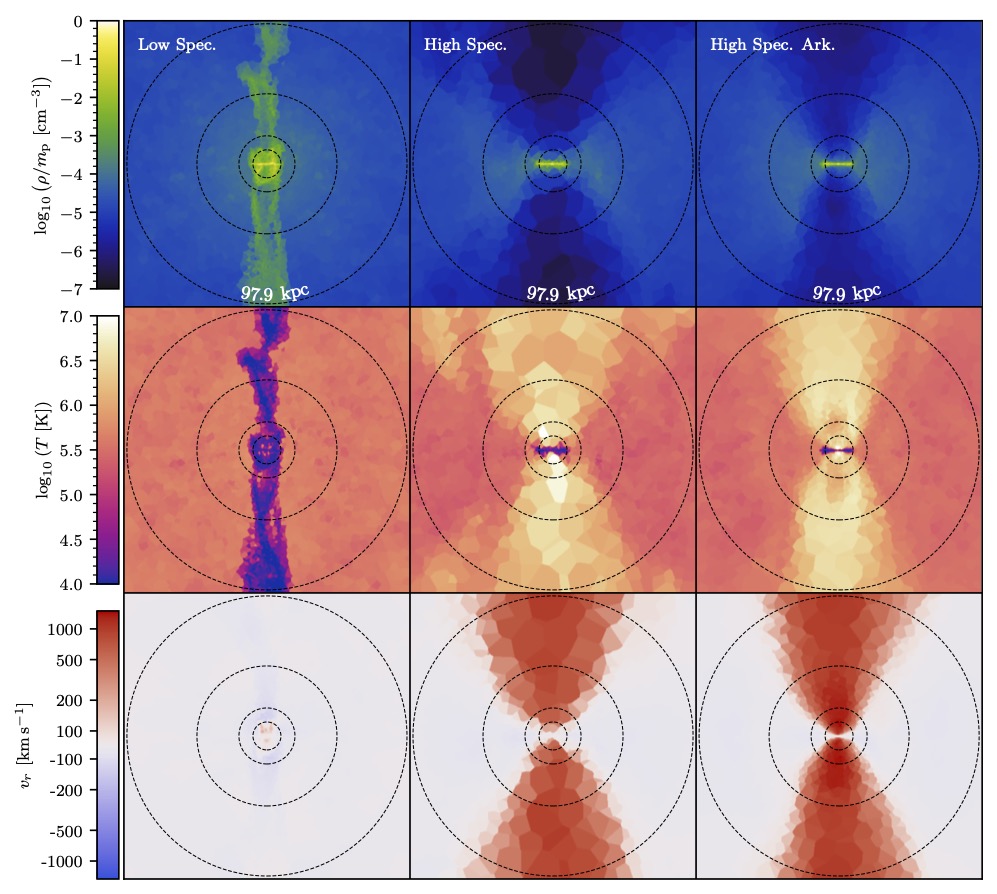 Low Spec.
High Spec.
High Spec. Ark.
log₁₀ (ρ/mₚ [cm⁻³])
0
−1
−2
−3
−4
−5
−6
−7
97.9 kpc
97.9 kpc
97.9 kpc
log₁₀ (T [K])
7.0
6.5
6.0
5.5
5.0
4.5
4.0
vᵣ [km s⁻¹]
1000
500
200
100
-100
-200
-500
-1000